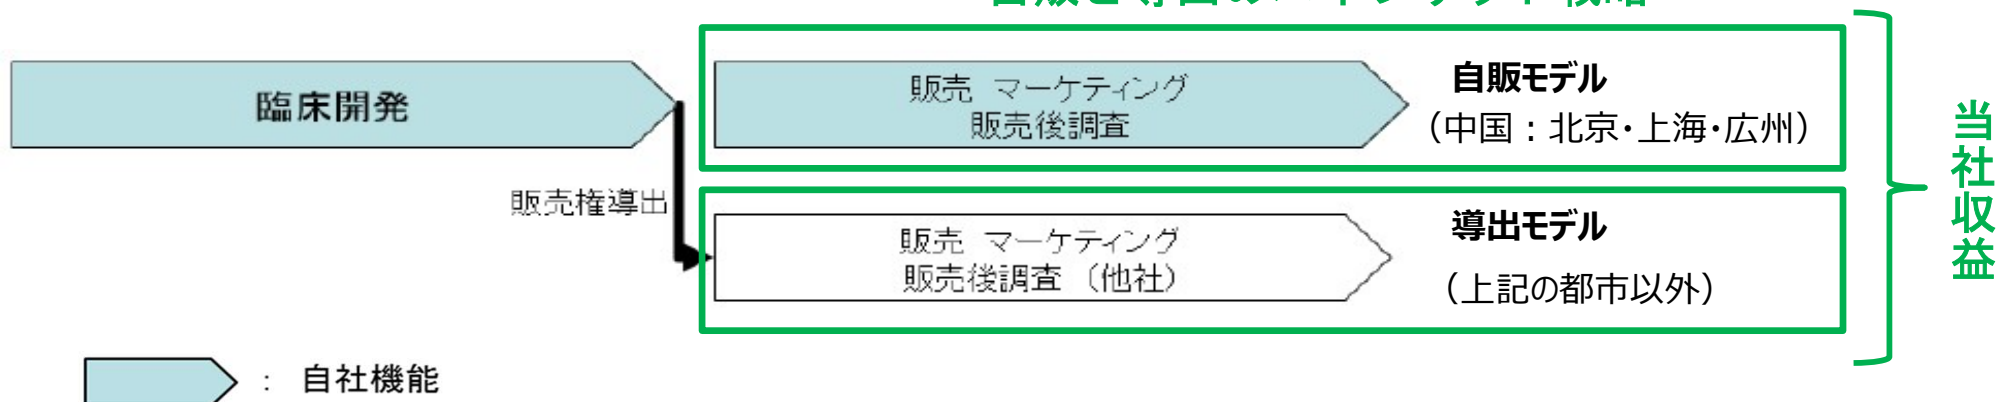 臨床開発
販売 マーケティング
販売後調査
自販モデル
（中国：北京・上海・広州）
販売権導出
販売 マーケティング
販売後調査（他社）
導出モデル
（上記の都市以外）
当社収益
： 自社機能